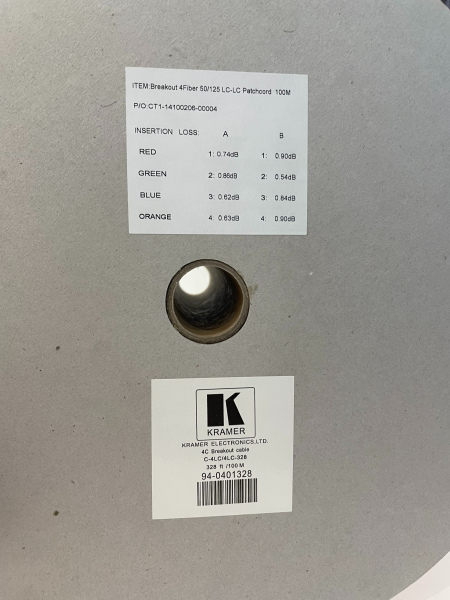 ITEM:Breakout 4Fiber 50/125 LC-LC Patchcord 100M
P/O:CT1-14100206-00004
INSERTION LOSS: A B
RED 1: 0.74dB 1: 0.90dB
GREEN 2: 0.86dB 2: 0.54dB
BLUE 3: 0.62dB 3: 0.84dB
ORANGE 4: 0.63dB 4: 0.90dB
K
KRAMER
KRAMER ELECTRONICS,LTD.
4C Breakout cable
C-4LC/4LC-328
328 ft /100 M
94-0401328